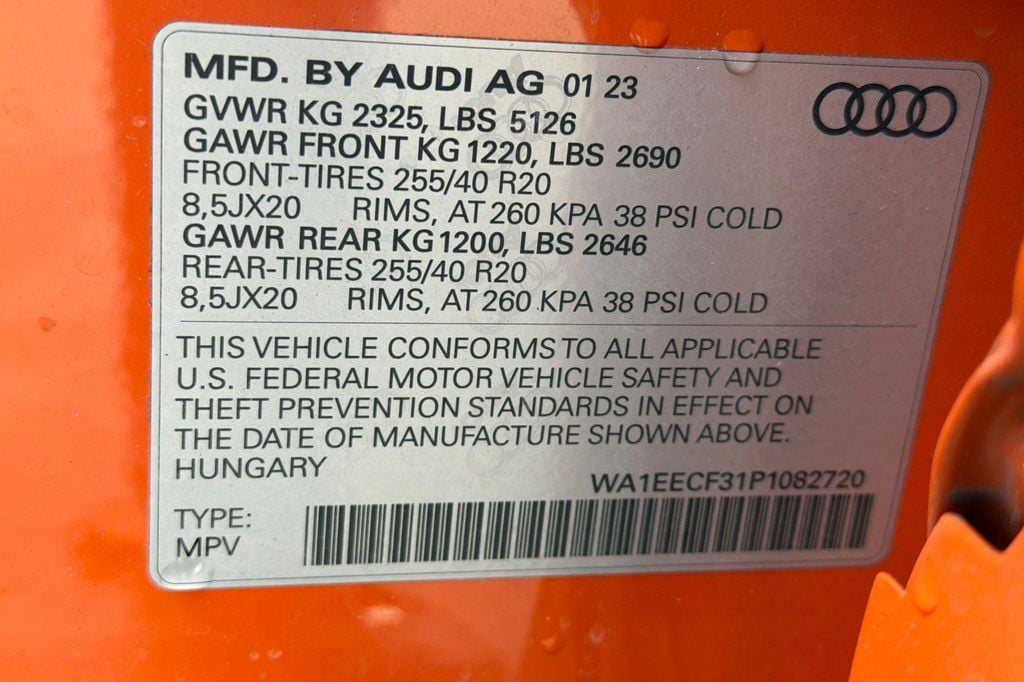 MFD. BY AUDI AG 01 23
GVWR KG 2325, LBS 5126
GAWR FRONT KG 1220, LBS 2690
FRONT-TIRES 255/40 R20
8,5JX20 RIMS, AT 260 KPA 38 PSI COLD
GAWR REAR KG 1200, LBS 2646
REAR-TIRES 255/40 R20
8,5JX20 RIMS, AT 260 KPA 38 PSI COLD
THIS VEHICLE CONFORMS TO ALL APPLICABLE
U.S. FEDERAL MOTOR VEHICLE SAFETY AND
THEFT PREVENTION STANDARDS IN EFFECT ON
THE DATE OF MANUFACTURE SHOWN ABOVE.
HUNGARY
WA1EECF31P1082720
TYPE:
MPV